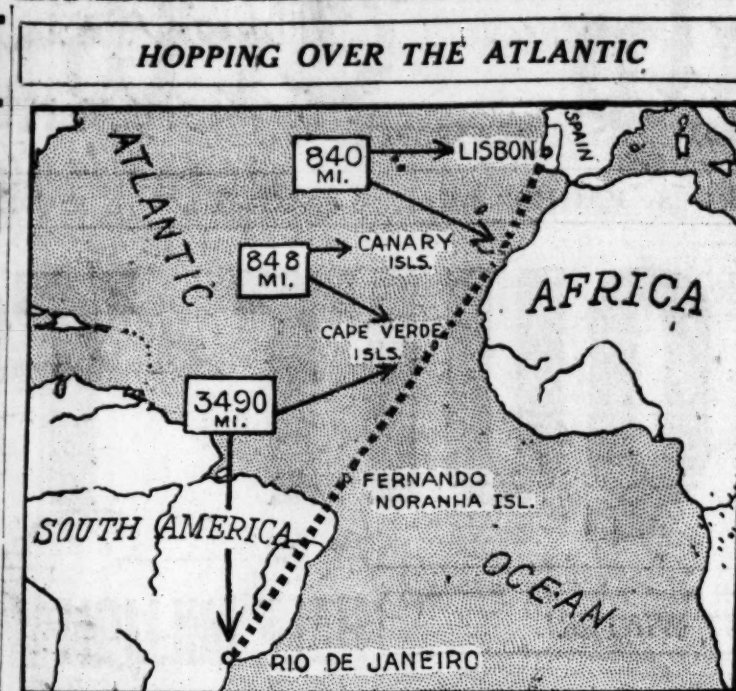 HOPPING OVER THE ATLANTIC
ATLANTIC
840
MI.
LISBON
SPAIN
848
MI.
CANARY
ISLS.
AFRICA
CAPE VERDE
ISLS.
3490
MI.
FERNANDO
NORANHA ISL.
SOUTH AMERICA
OCEAN
RIO DE JANEIRO